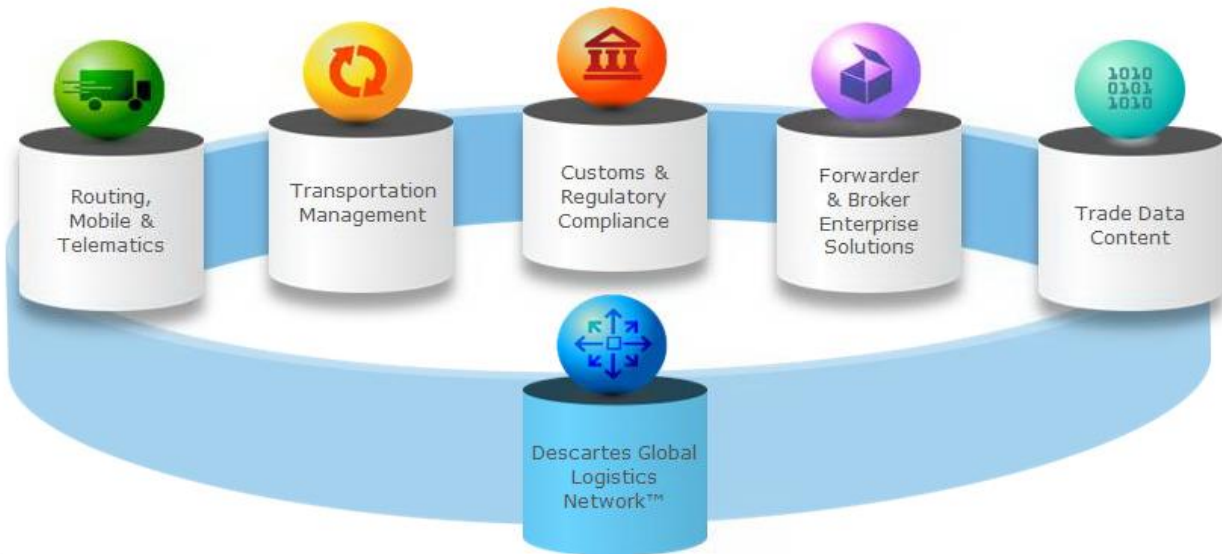 1010
0101
1010
Routing,
Mobile &
Telematics
Transportation
Management
Customs &
Regulatory
Compliance
Forwarder
& Broker
Enterprise
Solutions
Trade Data
Content
Descartes Global
Logistics
Network™